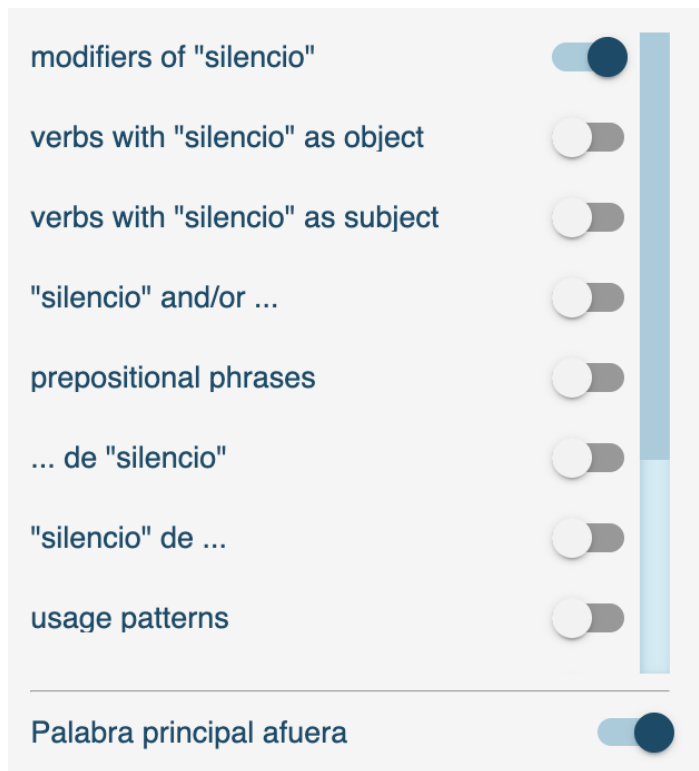 modifiers of "silencio"
verbs with "silencio" as object
verbs with "silencio" as subject
"silencio" and/or ...
prepositional phrases
... de "silencio"
"silencio" de ...
usage patterns
Palabra principal afuera